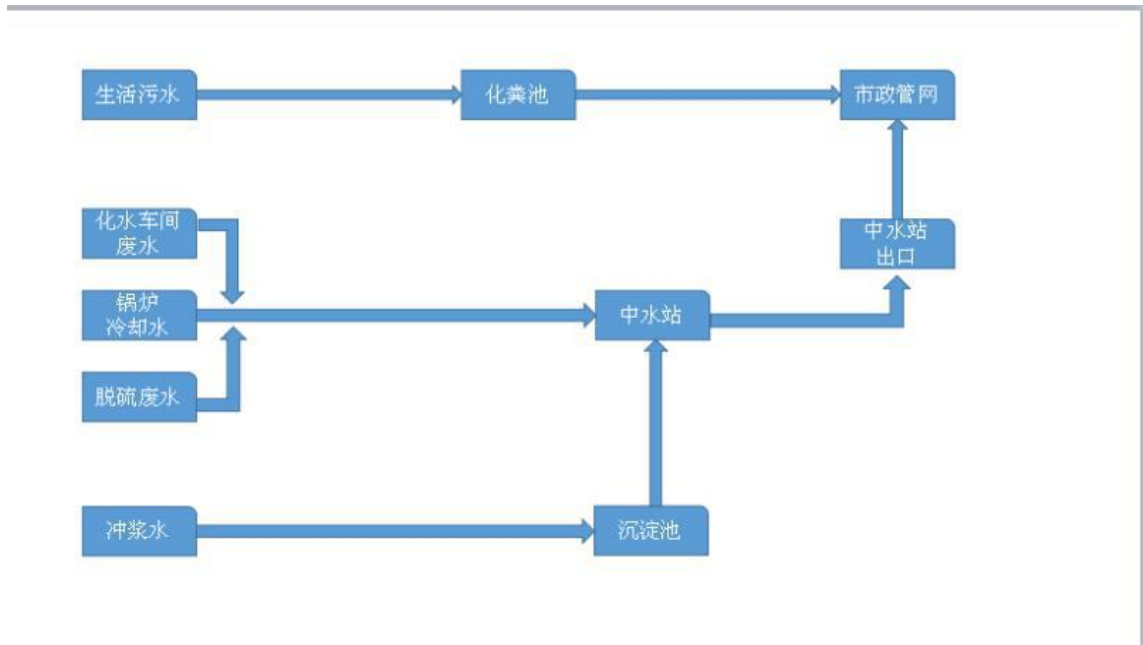 生活污水
化粪池
市政管网
化水车间
废水
中水站
出口
锅炉
冷却水
中水站
脱硫废水
冲浆水
沉淀池